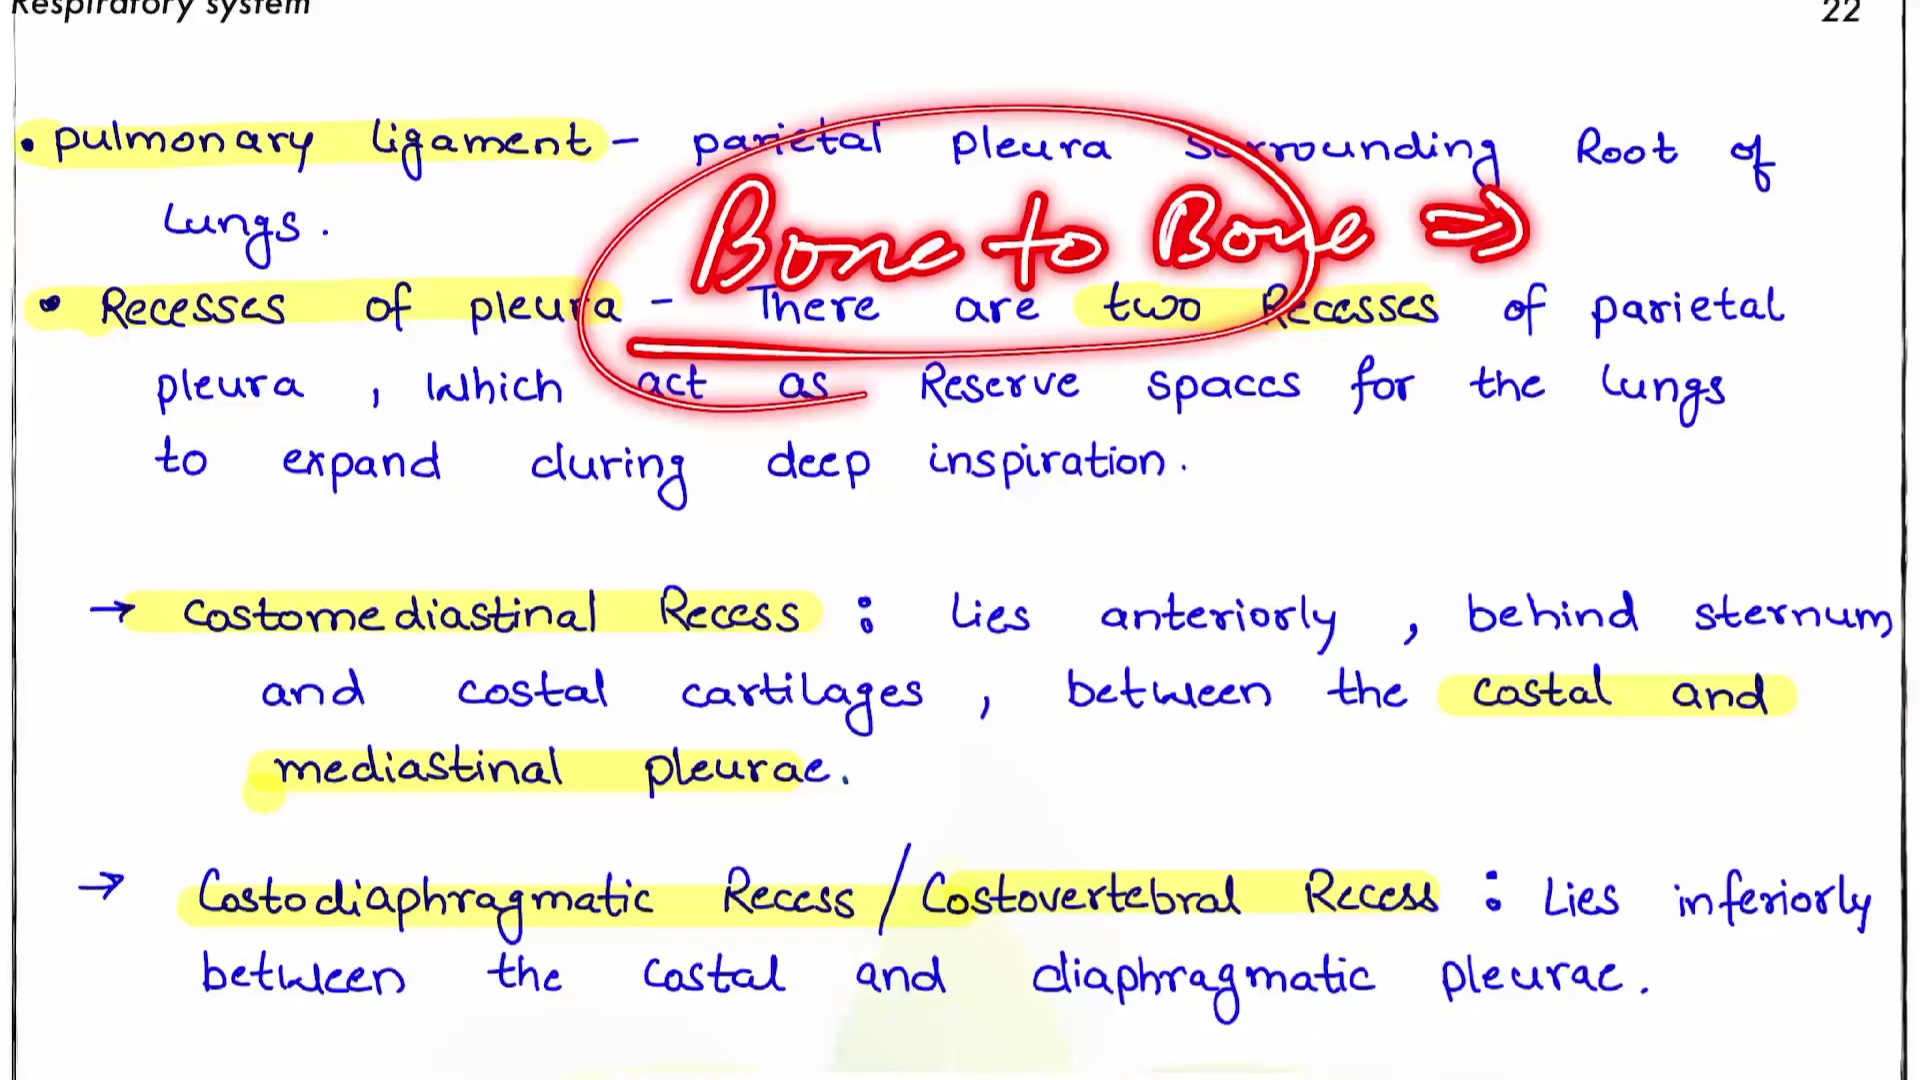 Respiratory system 22
• pulmonary ligament - parietal pleura surrounding Root of
lungs.
Bone to Bone ⇒
• Recesses of pleura - There are two Recesses of parietal
pleura , which act as Reserve spaces for the lungs
to expand during deep inspiration.
→ Costomediastinal Recess : Lies anteriorly , behind sternum
and costal cartilages , between the costal and
mediastinal pleurae.
→ Costodiaphragmatic Recess / Costovertebral Recess : Lies inferiorly
between the costal and diaphragmatic pleurae.